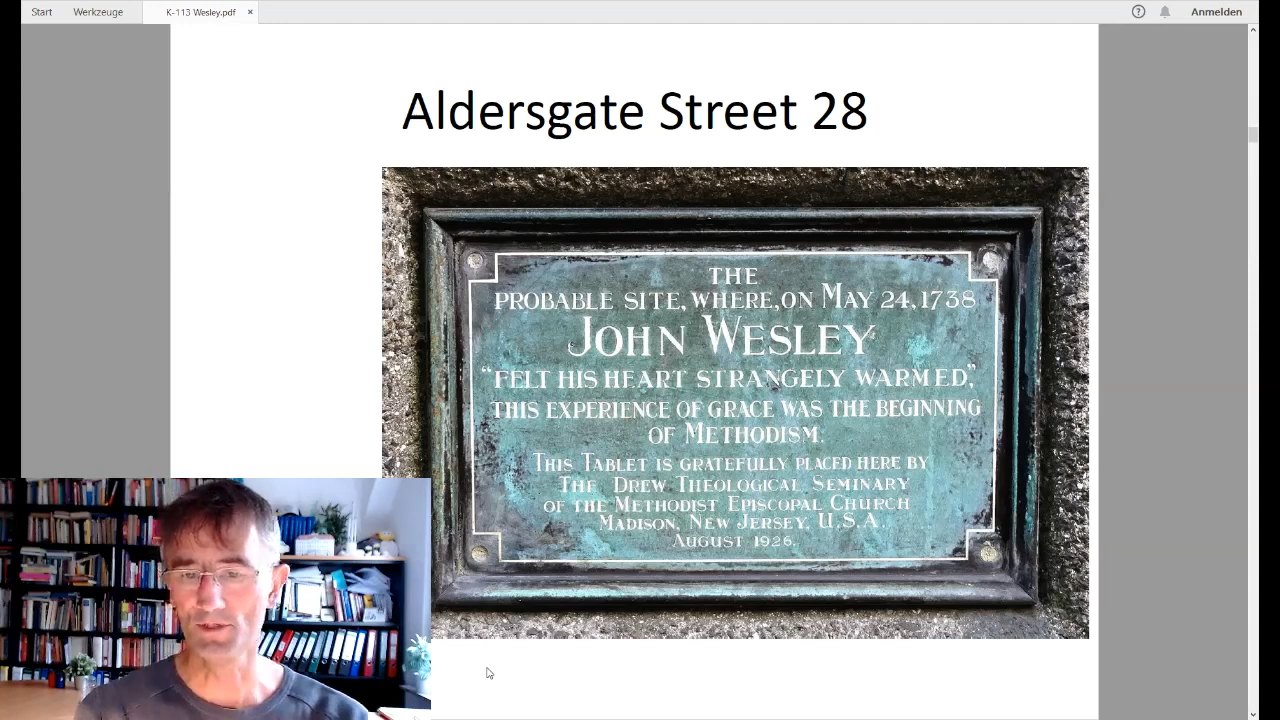 Start Werkzeuge K-113 Wesley.pdf × Anmelden
Aldersgate Street 28
THE
PROBABLE SITE, WHERE, ON MAY 24, 1738
JOHN WESLEY
"FELT HIS HEART STRANGELY WARMED,"
THIS EXPERIENCE OF GRACE WAS THE BEGINNING
OF METHODISM.
THIS TABLET IS GRATEFULLY PLACED HERE BY
THE DREW THEOLOGICAL SEMINARY
OF THE METHODIST EPISCOPAL CHURCH
MADISON, NEW JERSEY, U.S.A.
AUGUST 1926.